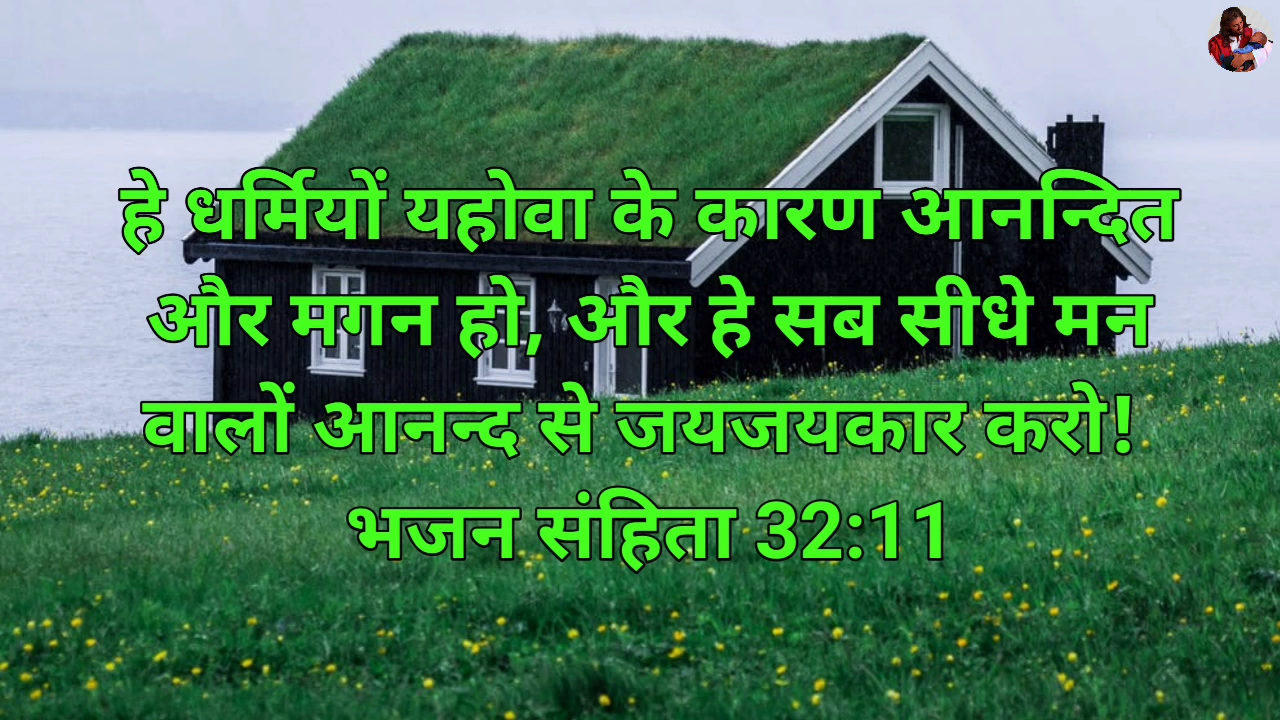 हे धर्मियों यहोवा के कारण आनन्दित
और मगन हो, और हे सब सीधे मन
वालों आनन्द से जयजयकार करो!
भजन संहिता 32:11